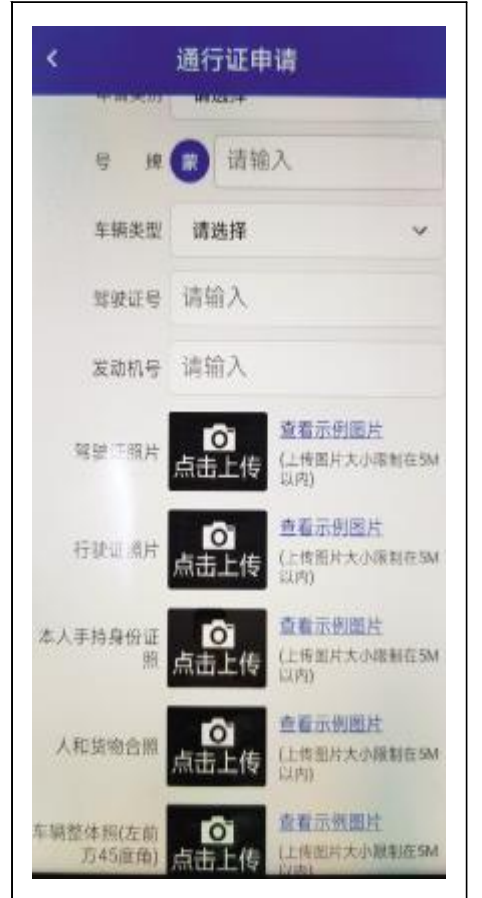 通行证申请
申请类别 请选择
号 牌 蒙 请输入
车辆类型 请选择
驾驶证号 请输入
发动机号 请输入
驾驶证照片 点击上传 查看示例图片
(上传图片大小限制在5M
以内)
行驶证照片 点击上传 查看示例图片
(上传图片大小限制在5M
以内)
本人手持身份证
照 点击上传 查看示例图片
(上传图片大小限制在5M
以内)
人和货物合照 点击上传 查看示例图片
(上传图片大小限制在5M
以内)
车辆整体照(左前
方45度角) 点击上传 查看示例图片
(上传图片大小限制在5M
以内)